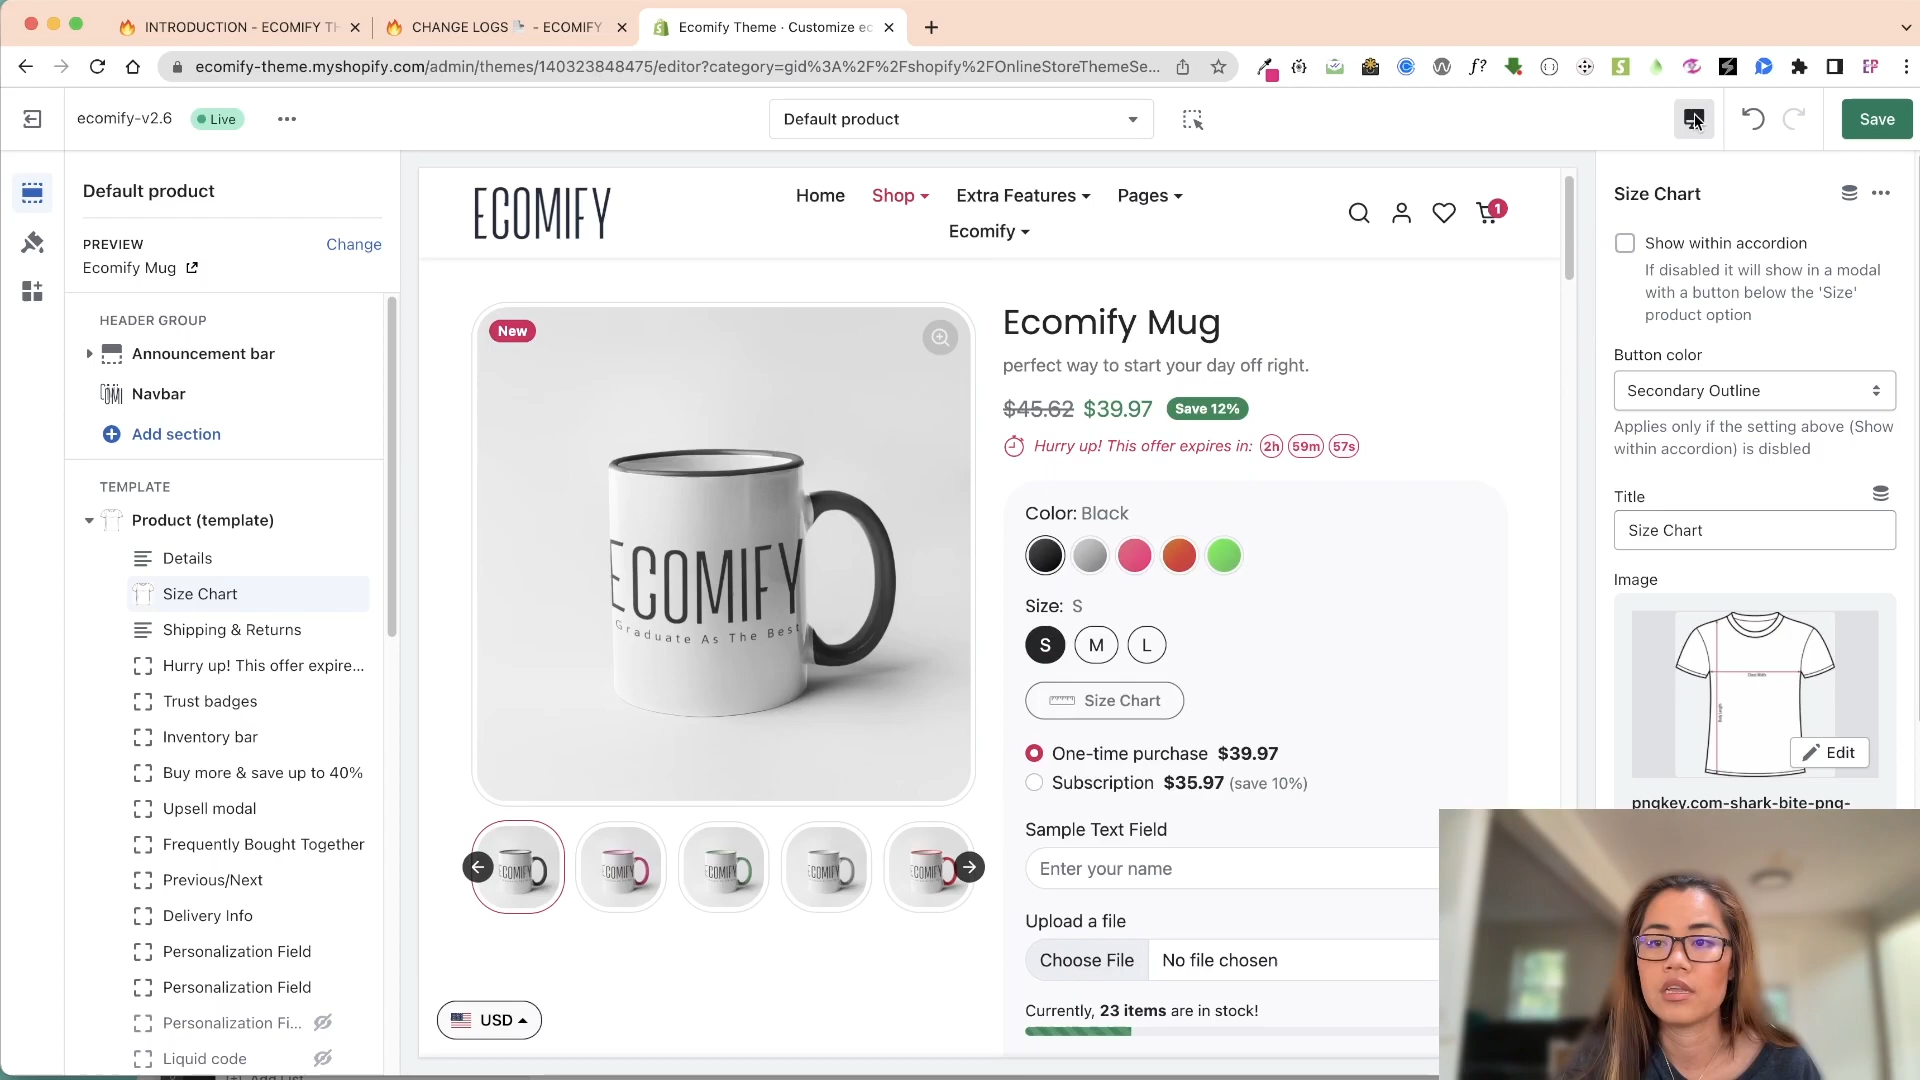 INTRODUCTION - ECOMIFY TH
CHANGE LOGS - ECOMIFY
Ecomify Theme · Customize ec
ecomify-theme.myshopify.com/admin/themes/140323848475/editor?category=gid%3A%2F%2Fshopify%2FOnlineStoreThemeSe...
ecomify-v2.6
Live
Default product
Save
Default product
PREVIEW
Change
Ecomify Mug
HEADER GROUP
Announcement bar
Navbar
Add section
TEMPLATE
Product (template)
Details
Size Chart
Shipping & Returns
Hurry up! This offer expire...
Trust badges
Inventory bar
Buy more & save up to 40%
Upsell modal
Frequently Bought Together
Previous/Next
Delivery Info
Personalization Field
Personalization Field
Personalization Fi...
Liquid code
ECOMIFY
Home
Shop
Extra Features
Pages
Ecomify
1
New
ECOMIFY
Graduate As The Best
Ecomify Mug
perfect way to start your day off right.
$45.62 $39.97 Save 12%
Hurry up! This offer expires in: 2h 59m 57s
Color: Black
Size: S
S M L
Size Chart
One-time purchase $39.97
Subscription $35.97 (save 10%)
Sample Text Field
Enter your name
Upload a file
Choose File No file chosen
Currently, 23 items are in stock!
USD
Size Chart
Show within accordion
If disabled it will show in a modal
with a button below the 'Size'
product option
Button color
Secondary Outline
Applies only if the setting above (Show
within accordion) is disbled
Title
Size Chart
Image
Edit
pngkey.com-shark-bite-png-